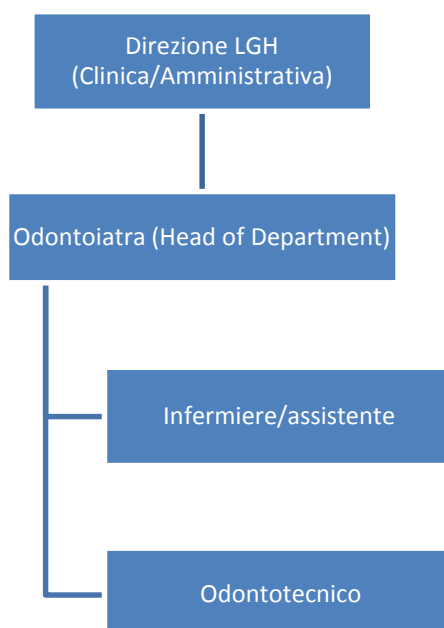 Direzione LGH
(Clinica/Amministrativa)
Odontoiatra (Head of Department)
Infermiere/assistente
Odontotecnico